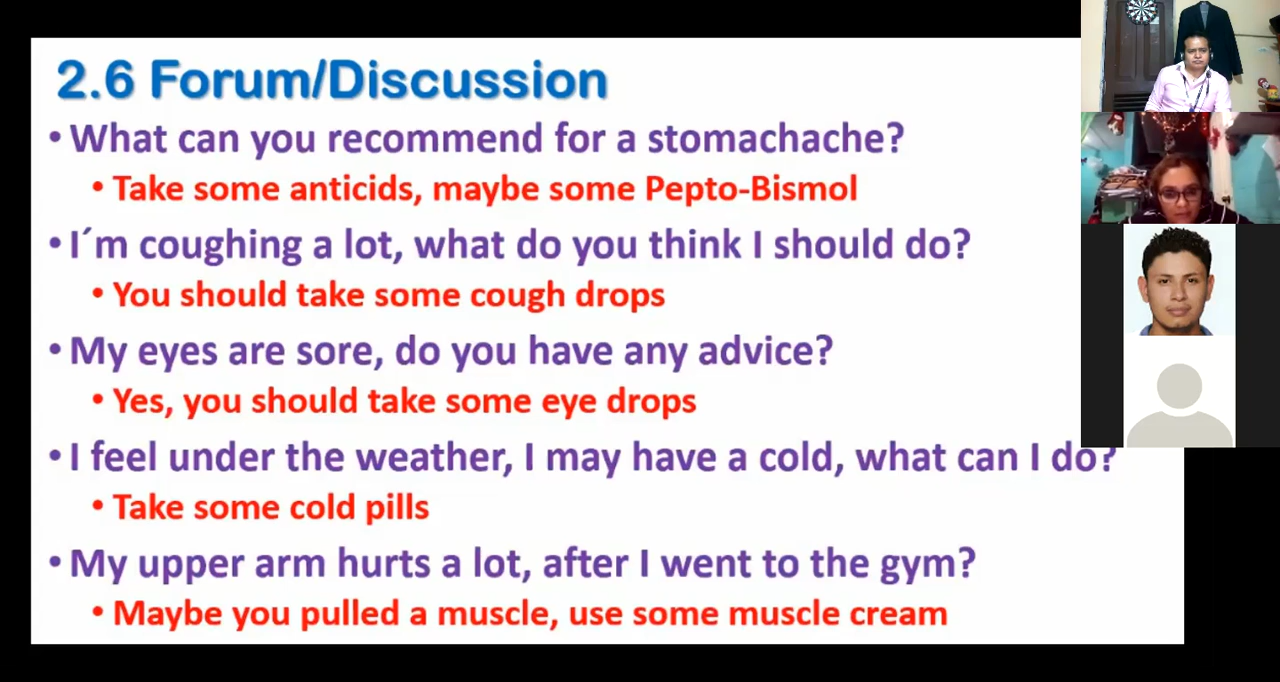 2.6 Forum/Discussion
• What can you recommend for a stomachache?
• Take some anticids, maybe some Pepto-Bismol
• I´m coughing a lot, what do you think I should do?
• You should take some cough drops
• My eyes are sore, do you have any advice?
• Yes, you should take some eye drops
• I feel under the weather, I may have a cold, what can I do?
• Take some cold pills
• My upper arm hurts a lot, after I went to the gym?
• Maybe you pulled a muscle, use some muscle cream